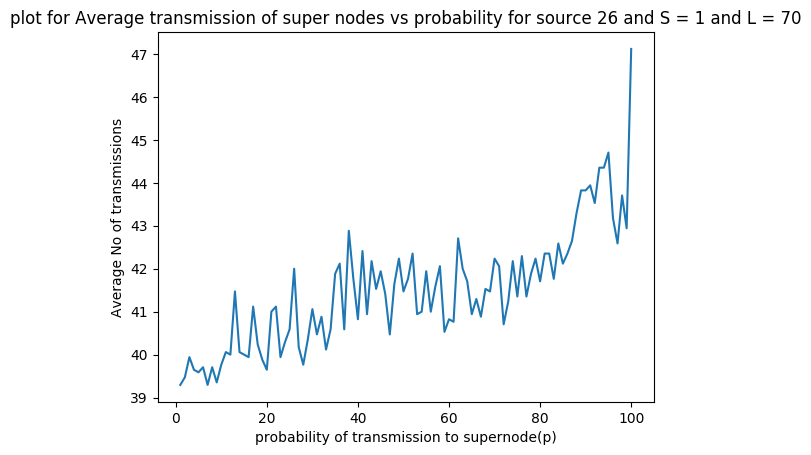 plot for Average transmission of super nodes vs probability for source 26 and S = 1 and L = 70
47
46
45
44
43
42
41
40
39
Average No of transmissions
0 20 40 60 80 100
probability of transmission to supernode(p)